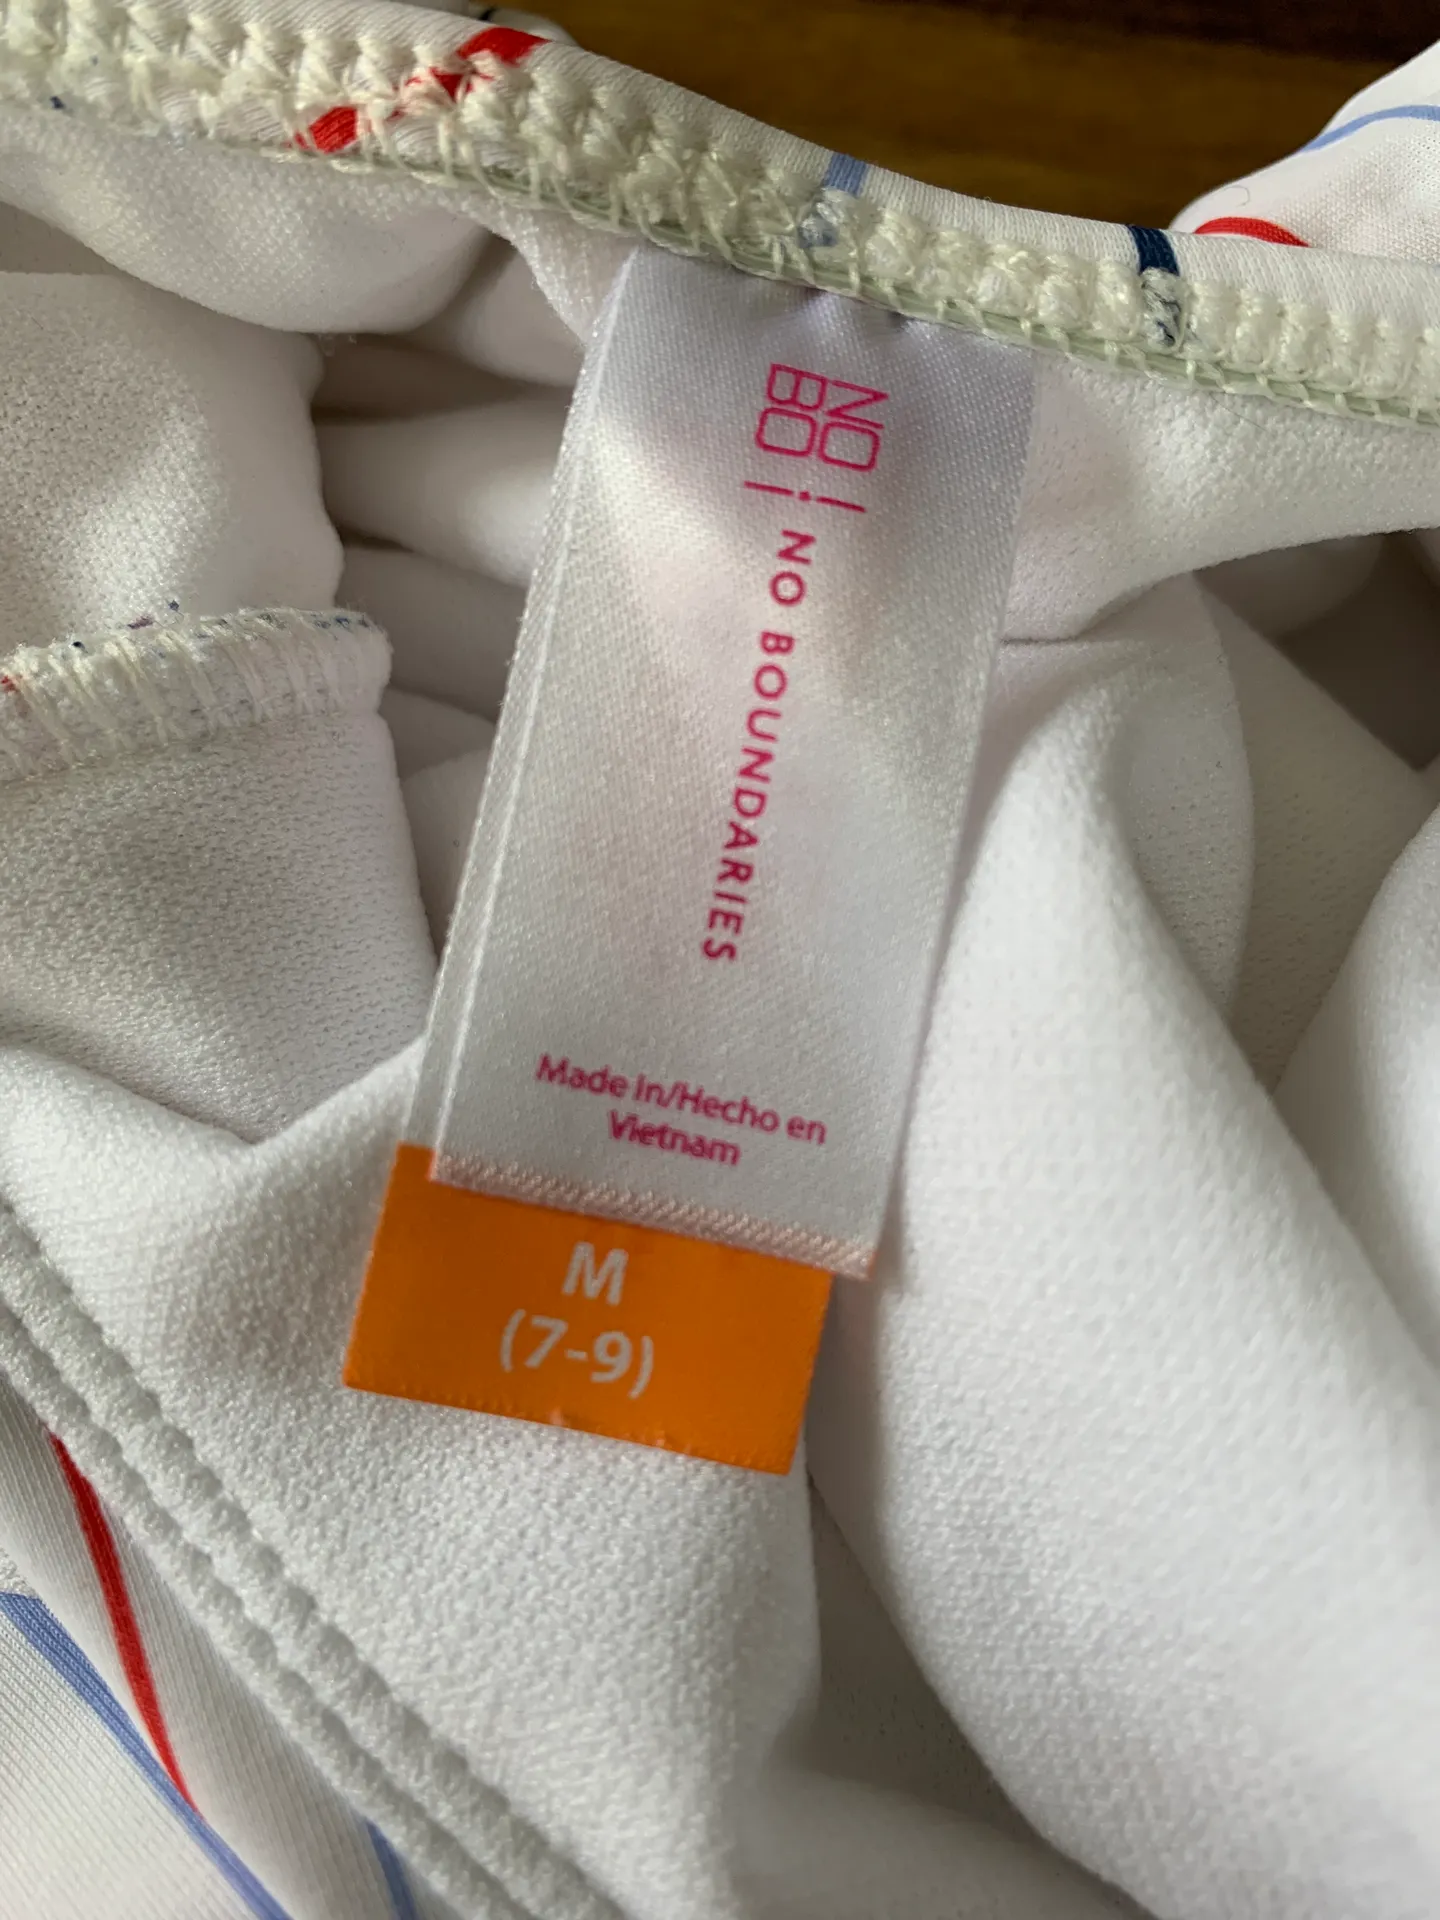 NO
BO
NO BOUNDARIES
Made In/Hecho en
Vietnam
M
(7-9)